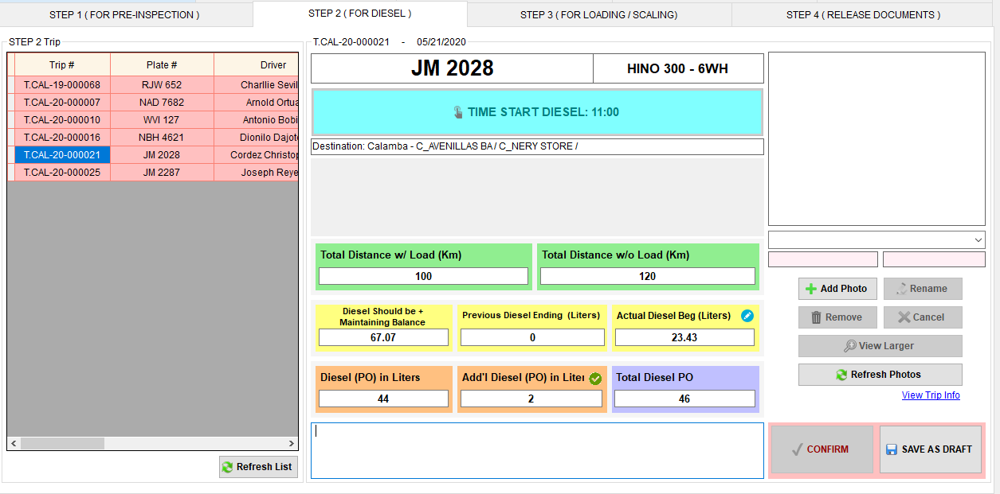 STEP 1 ( FOR PRE-INSPECTION )
STEP 2 ( FOR DIESEL )
STEP 3 ( FOR LOADING / SCALING)
STEP 4 ( RELEASE DOCUMENTS )
STEP 2 Trip
Trip # Plate # Driver
T.CAL-19-000068 RJW 652 Charllie Sevil
T.CAL-20-000007 NAD 7682 Arnold Ortua
T.CAL-20-000010 WVI 127 Antonio Bobi
T.CAL-20-000016 NBH 4621 Dionilo Dajot
T.CAL-20-000021 JM 2028 Cordez Christop
T.CAL-20-000025 JM 2287 Joseph Reye
Refresh List
T.CAL-20-000021 - 05/21/2020
JM 2028
HINO 300 - 6WH
TIME START DIESEL: 11:00
Destination: Calamba - C_AVENILLAS BA / C_NERY STORE /
Total Distance w/ Load (Km)
100
Total Distance w/o Load (Km)
120
Diesel Should be +
Maintaining Balance
67.07
Previous Diesel Ending (Liters)
0
Actual Diesel Beg (Liters)
23.43
Diesel (PO) in Liters
44
Add'l Diesel (PO) in Liter
2
Total Diesel PO
46
Add Photo
Rename
Remove
Cancel
View Larger
Refresh Photos
View Trip Info
CONFIRM
SAVE AS DRAFT